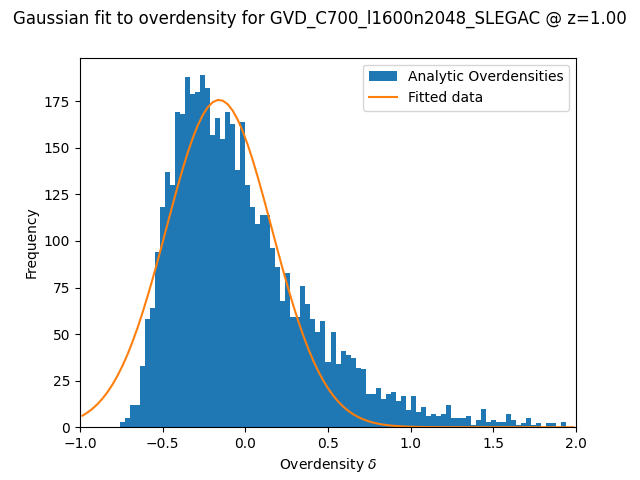 Gaussian fit to overdensity for GVD_C700_l1600n2048_SLEGAC @ z=1.00
Analytic Overdensities
Fitted data
Frequency
175
150
125
100
75
50
25
0
−1.0 −0.5 0.0 0.5 1.0 1.5 2.0
Overdensity δ